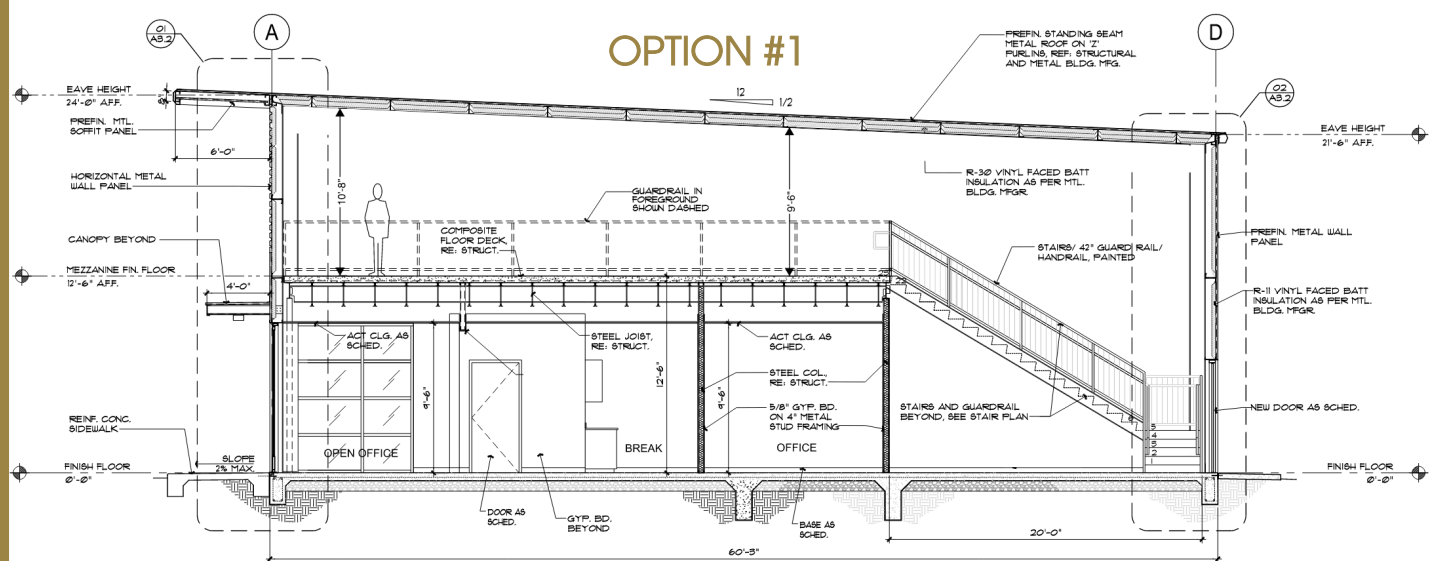 OPTION #1
01
A3.2
A
D
02
A3.2
PREFIN. STANDING SEAM
METAL ROOF ON 'Z'
PURLINS, REF: STRUCTURAL
AND METAL BLDG. MFG.
12
1/2
EAVE HEIGHT
24'-0" A.F.F.
PREFIN. MTL.
SOFFIT PANEL
6'-0"
HORIZONTAL METAL
WALL PANEL
CANOPY BEYOND
MEZZANINE FIN. FLOOR
12'-6" A.F.F.
4'-0"
REINF. CONC.
SIDEWALK
SLOPE
2% MAX.
FINISH FLOOR
0'-0"
10'-8"
GUARDRAIL IN
FOREGROUND
SHOWN DASHED
COMPOSITE
FLOOR DECK,
RE: STRUCT.
9'-6"
R-30 VINYL FACED BATT
INSULATION AS PER MTL.
BLDG. MFGR.
STAIRS/ 42" GUARD RAIL/
HANDRAIL, PAINTED
EAVE HEIGHT
21'-6" A.F.F.
PREFIN. METAL WALL
PANEL
R-11 VINYL FACED BATT
INSULATION AS PER MTL.
BLDG. MFGR.
ACT CLG. AS
SCHED.
STEEL JOIST,
RE: STRUCT.
ACT CLG. AS
SCHED.
9'-6"
12'-6"
9'-6"
STEEL COL.,
RE: STRUCT.
5/8" GYP. BD.
ON 4" METAL
STUD FRAMING
STAIRS AND GUARDRAIL
BEYOND, SEE STAIR PLAN
NEW DOOR AS SCHED.
OPEN OFFICE
BREAK
OFFICE
5
4
3
2
FINISH FLOOR
0'-0"
DOOR AS
SCHED.
GYP. BD.
BEYOND
BASE AS
SCHED.
20'-0"
60'-3"